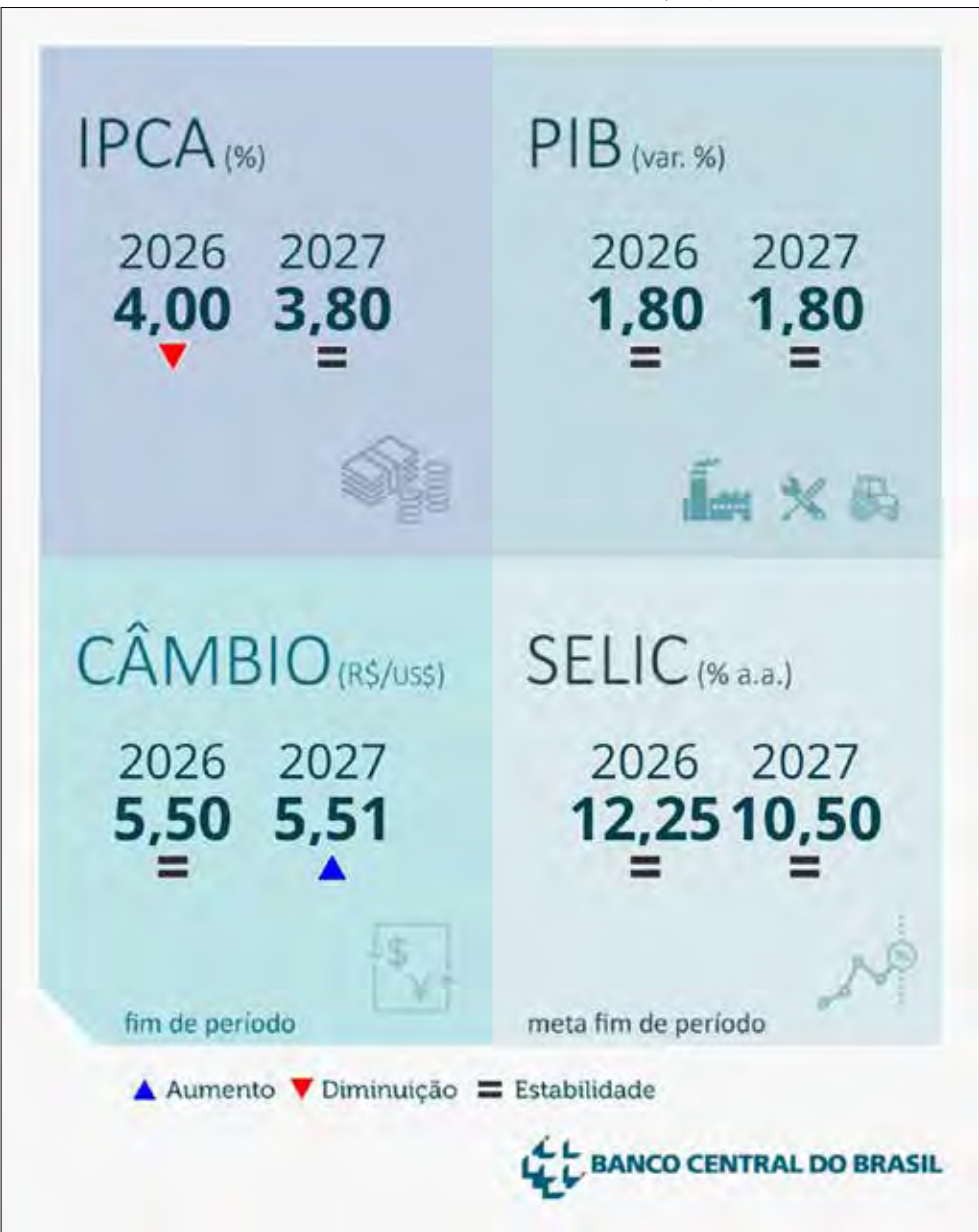 IPCA (%)
2026 2027
4,00 3,80
▼ =
PIB (var. %)
2026 2027
1,80 1,80
= =
CÂMBIO (R$/US$)
2026 2027
5,50 5,51
= ▲
$
¥
fim de período
SELIC (% a.a.)
2026 2027
12,25 10,50
= =
%
meta fim de período
▲ Aumento ▼ Diminuição = Estabilidade
BANCO CENTRAL DO BRASIL